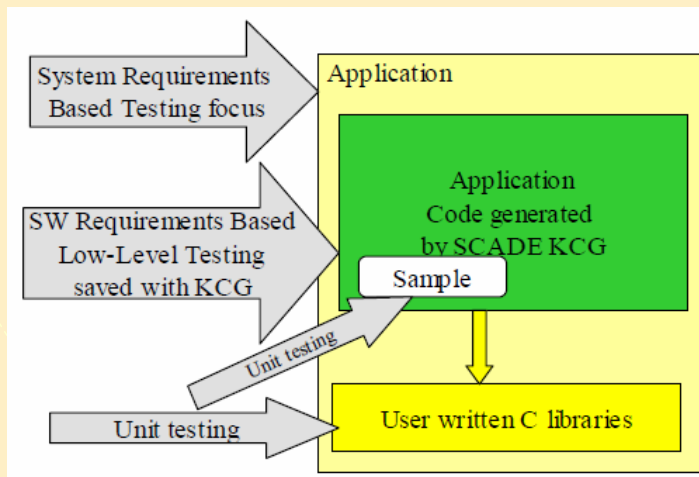 System Requirements
Based Testing focus
Application
SW Requirements Based
Low-Level Testing
saved with KCG
Application
Code generated
by SCADE KCG
Sample
Unit testing
Unit testing
User written C libraries